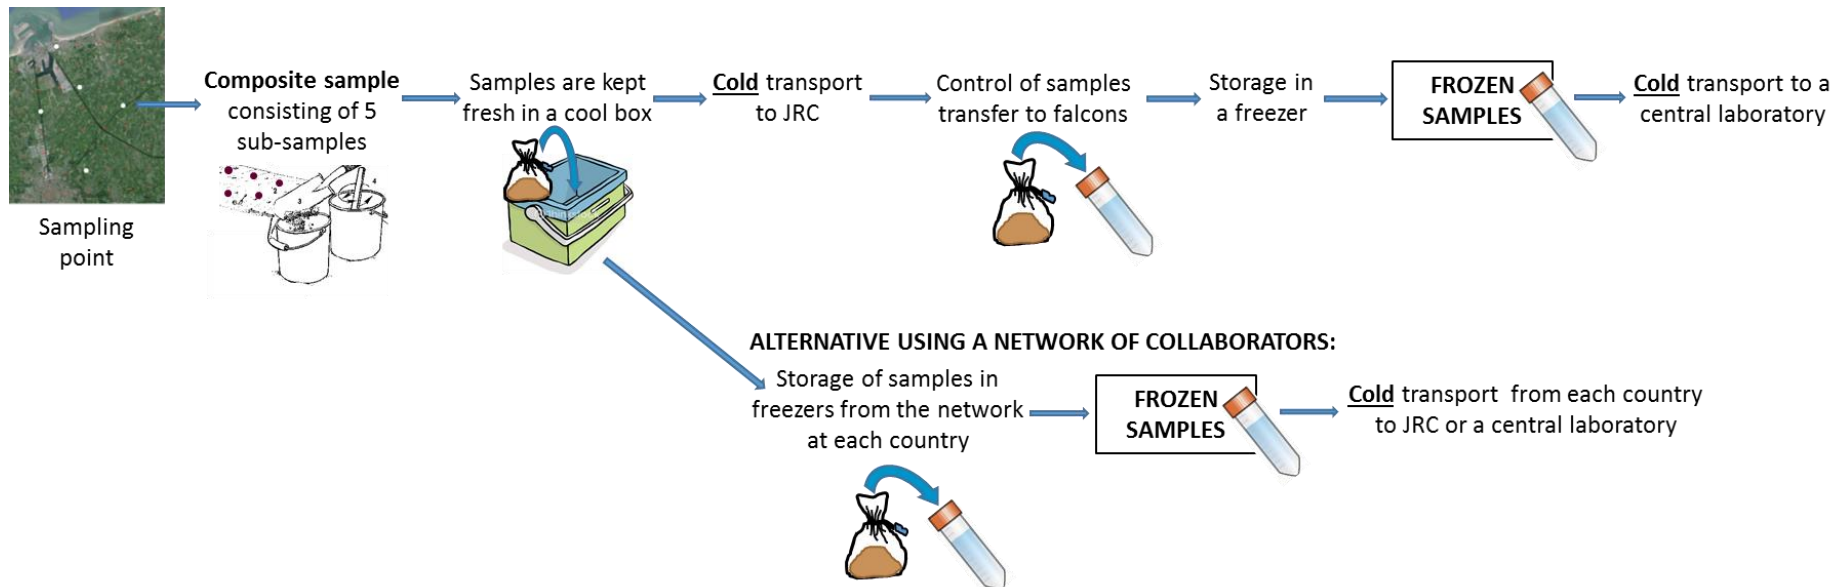 Sampling
point
Composite sample
consisting of 5
sub-samples
3
4
Samples are kept
fresh in a cool box
Cold transport
to JRC
Control of samples
transfer to falcons
Storage in
a freezer
FROZEN
SAMPLES
Cold transport to a
central laboratory
ALTERNATIVE USING A NETWORK OF COLLABORATORS:
Storage of samples in
freezers from the network
at each country
FROZEN
SAMPLES
Cold transport from each country
to JRC or a central laboratory